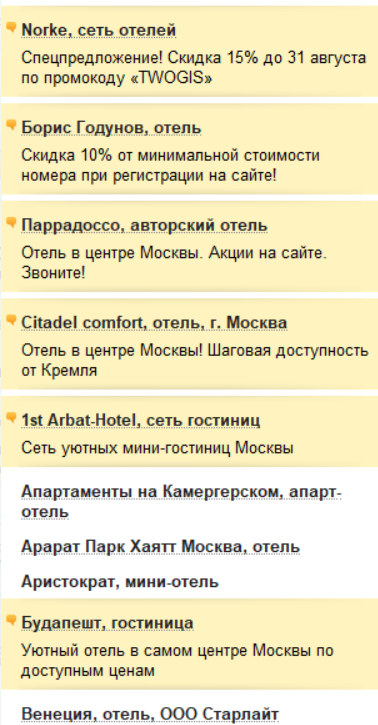 Norke, сеть отелей
Спецпредложение! Скидка 15% до 31 августа
по промокоду «TWOGIS»
Борис Годунов, отель
Скидка 10% от минимальной стоимости
номера при регистрации на сайте!
Паррадоссо, авторский отель
Отель в центре Москвы. Акции на сайте.
Звоните!
Citadel comfort, отель, г. Москва
Отель в центре Москвы! Шаговая доступность
от Кремля
1st Arbat-Hotel, сеть гостиниц
Сеть уютных мини-гостиниц Москвы
Апартаменты на Камергерском, апарт-
отель
Арарат Парк Хаятт Москва, отель
Аристократ, мини-отель
Будапешт, гостиница
Уютный отель в самом центре Москвы по
доступным ценам
Венеция, отель, ООО Старлайт